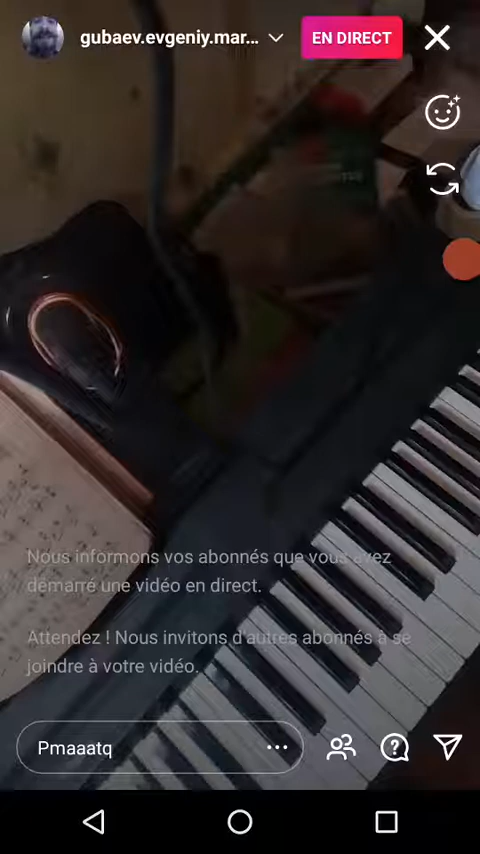 gubaev.evgeniy.mar...
EN DIRECT
Nous informons vos abonnés que vous avez
démarré une vidéo en direct.
Attendez ! Nous invitons d'autres abonnés à se
joindre à votre vidéo.
Pmaaatq